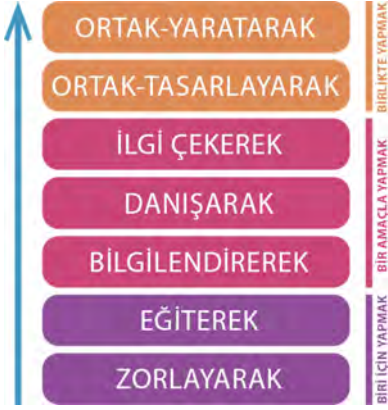 ORTAK-YARATARAK
ORTAK-TASARLAYARAK
BİRLİKTE YAPMAK
İLGİ ÇEKEREK
DANIŞARAK
BİLGİLENDİREREK
BİR AMAÇLA YAPMAK
EĞİTEREK
ZORLAYARAK
BİRİ İÇİN YAPMAK